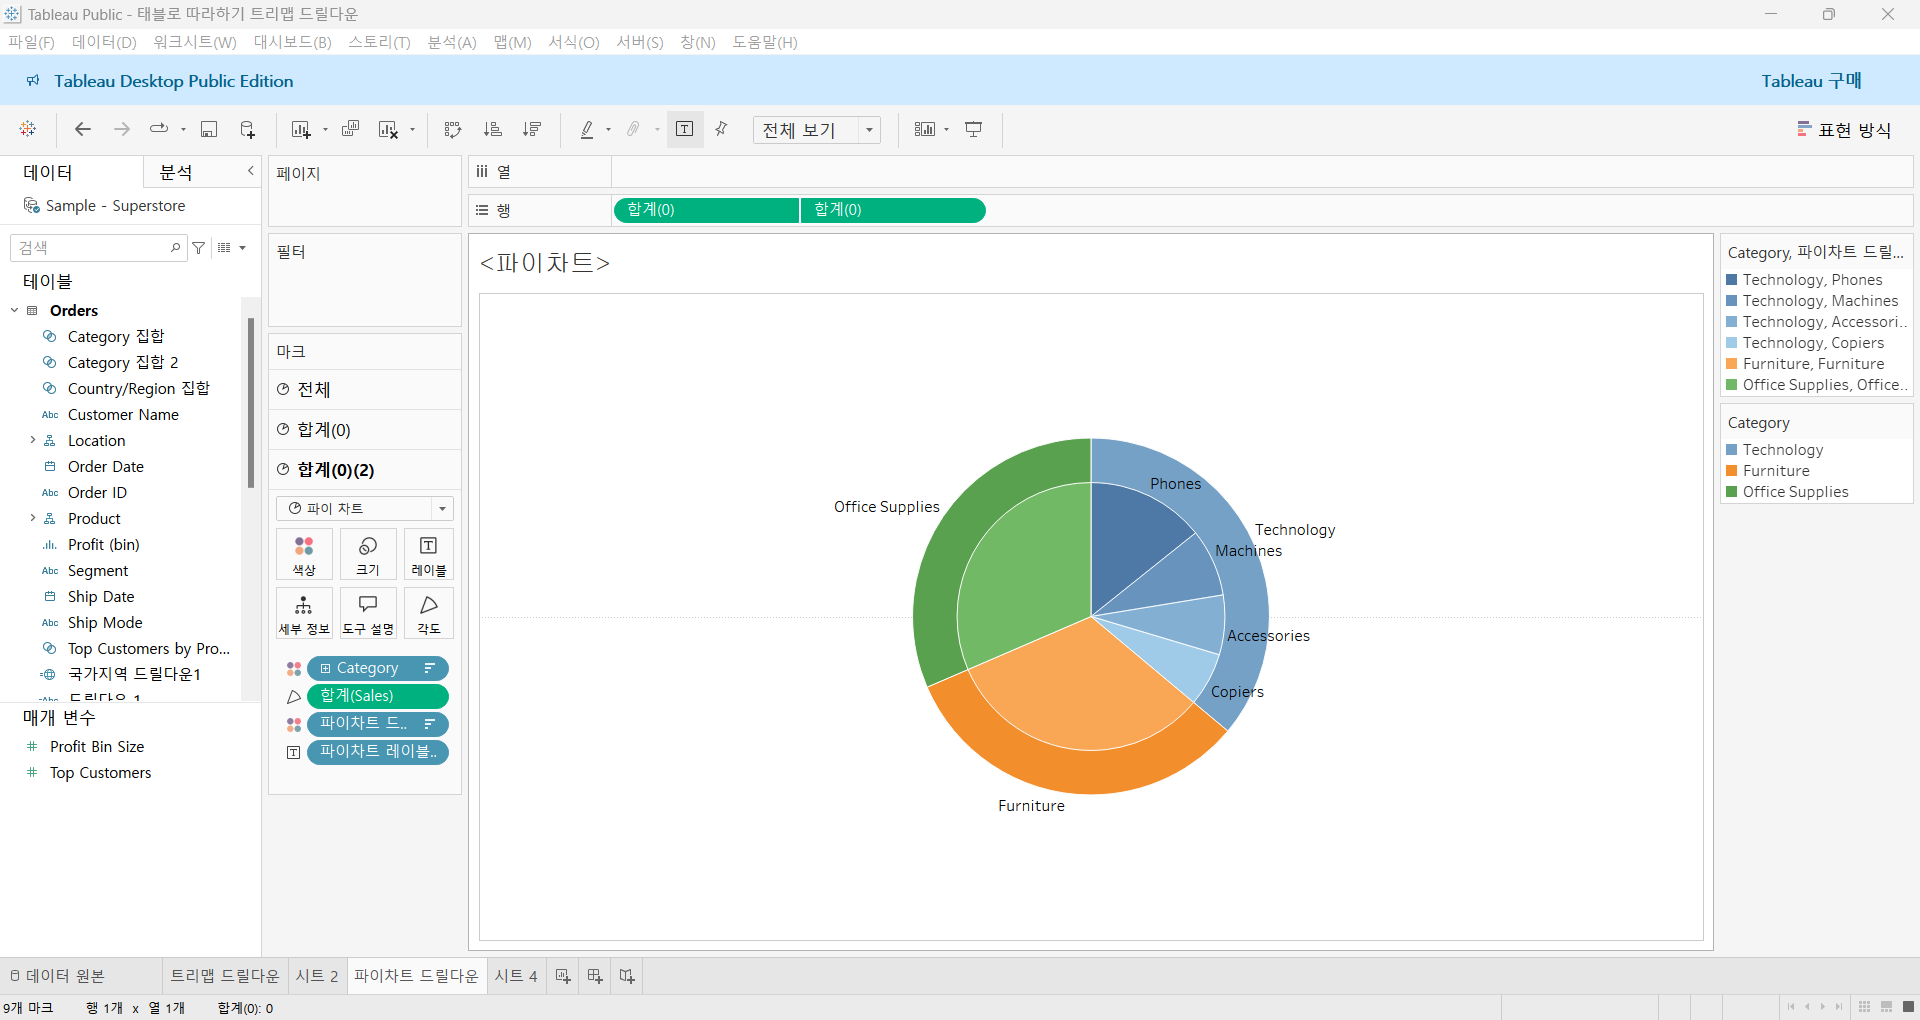 Tableau Public - 태블로 따라하기 트리맵 드릴다운
파일(F) 데이터(D) 워크시트(W) 대시보드(B) 스토리(T) 분석(A) 맵(M) 서식(O) 서버(S) 창(N) 도움말(H)
Tableau Desktop Public Edition
Tableau 구매
전체 보기
표현 방식
데이터
분석
Sample - Superstore
검색
테이블
Orders
Category 집합
Category 집합 2
Country/Region 집합
Abc Customer Name
Location
Order Date
Abc Order ID
Product
Profit (bin)
Abc Segment
Ship Date
Abc Ship Mode
Top Customers by Pro...
국가지역 드릴다운1
매개 변수
Profit Bin Size
Top Customers
페이지
필터
마크
전체
합계(0)
합계(0)(2)
파이 차트
색상
크기
레이블
세부 정보
도구 설명
각도
Category
합계(Sales)
파이차트 드..
파이차트 레이블..
열
행
합계(0)
합계(0)
<파이차트>
Phones
Office Supplies
Technology
Machines
Accessories
Copiers
Furniture
Category, 파이차트 드릴...
Technology, Phones
Technology, Machines
Technology, Accessori..
Technology, Copiers
Furniture, Furniture
Office Supplies, Office..
Category
Technology
Furniture
Office Supplies
데이터 원본
트리맵 드릴다운
시트 2
파이차트 드릴다운
시트 4
9개 마크
행 1개 x 열 1개
합계(0): 0